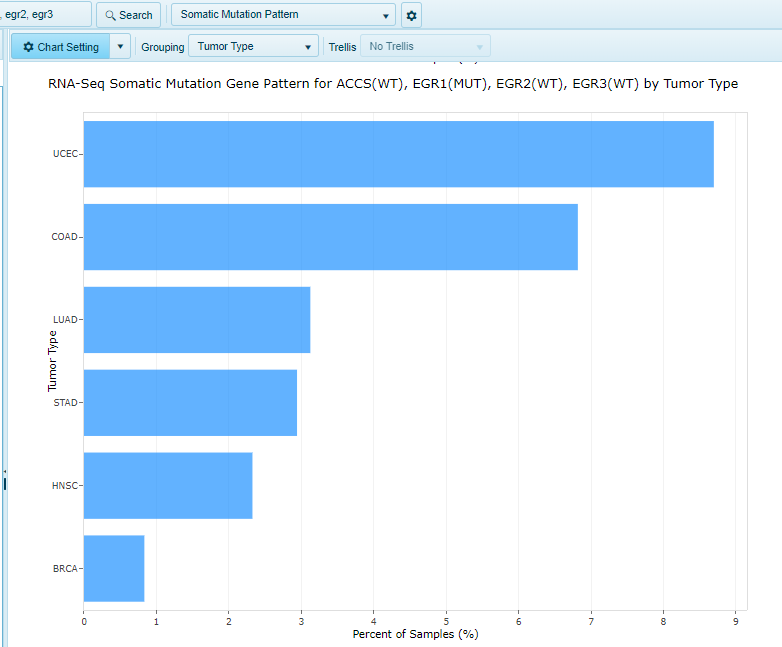 , egr2, egr3 Search Somatic Mutation Pattern
Chart Setting Grouping Tumor Type Trellis No Trellis
RNA-Seq Somatic Mutation Gene Pattern for ACCS(WT), EGR1(MUT), EGR2(WT), EGR3(WT) by Tumor Type
UCEC
COAD
LUAD
Tumor Type
STAD
HNSC
BRCA
0 1 2 3 4 5 6 7 8 9
Percent of Samples (%)